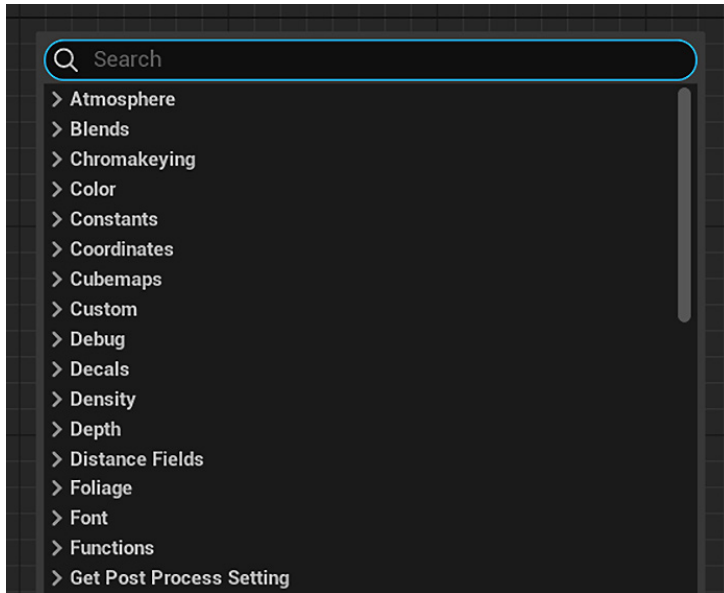 Search
Atmosphere
Blends
Chromakeying
Color
Constants
Coordinates
Cubemaps
Custom
Debug
Decals
Density
Depth
Distance Fields
Foliage
Font
Functions
Get Post Process Setting